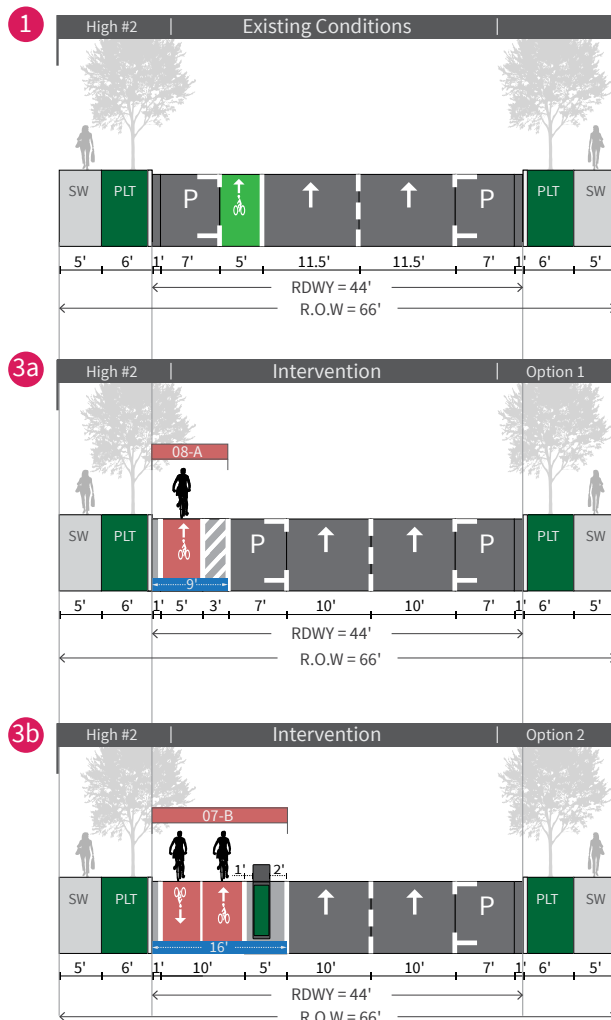 1
High #2 | Existing Conditions |
SW PLT P P PLT SW
5' 6' 1' 7' 5' 11.5' 11.5' 7' 1' 6' 5'
RDWY = 44'
R.O.W = 66'
3a
High #2 | Intervention | Option 1
08-A
SW PLT P P PLT SW
9'
5' 6' 1' 5' 3' 7' 10' 10' 7' 1' 6' 5'
RDWY = 44'
R.O.W = 66'
3b
High #2 | Intervention | Option 2
07-B
1' 2'
SW PLT P PLT SW
16'
5' 6' 1' 10' 5' 10' 10' 7' 1' 6' 5'
RDWY = 44'
R.O.W = 66'